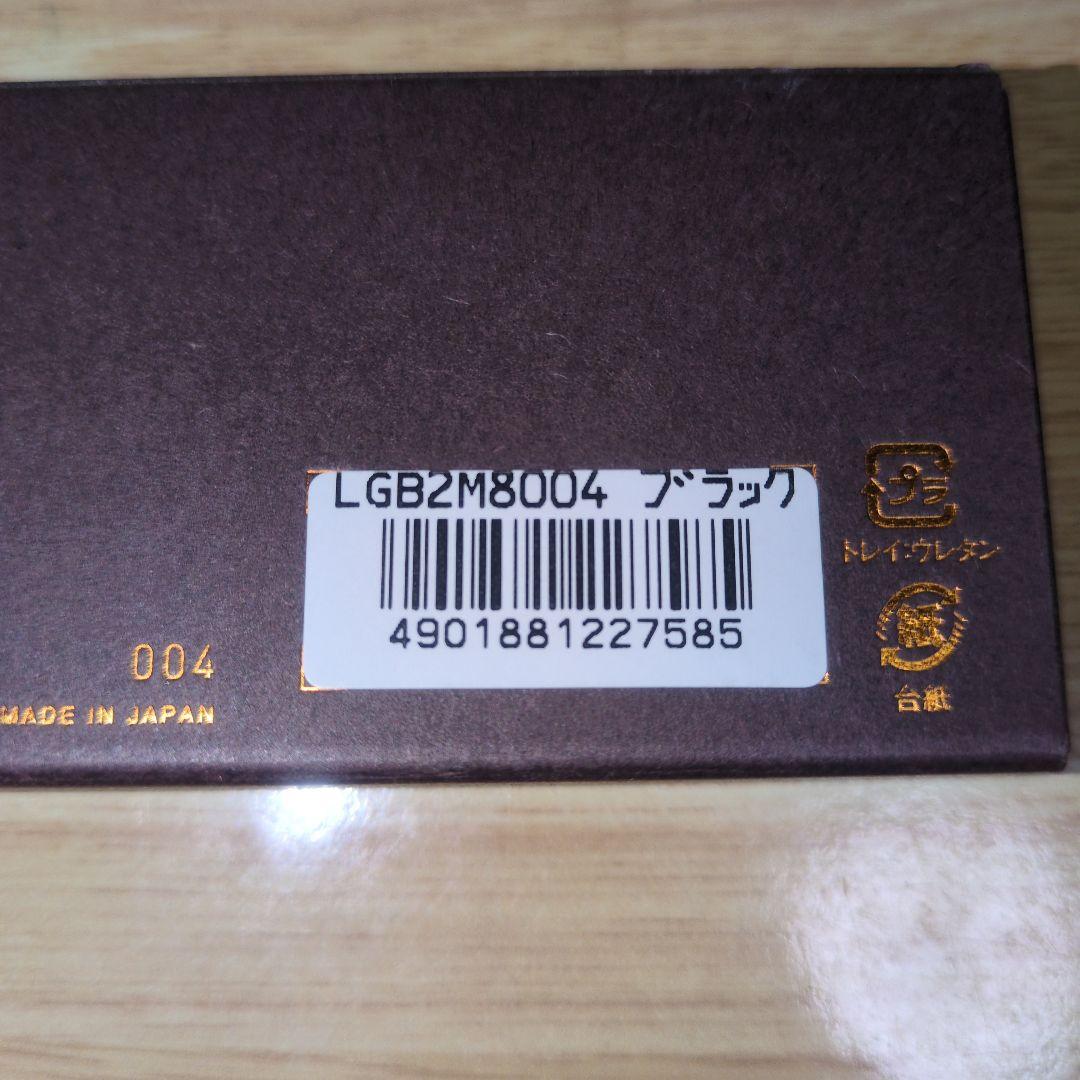 LGB2M8004 ブラック
4901881227585
プラ
トレイ:ウレタン
紙
台紙
004
MADE IN JAPAN